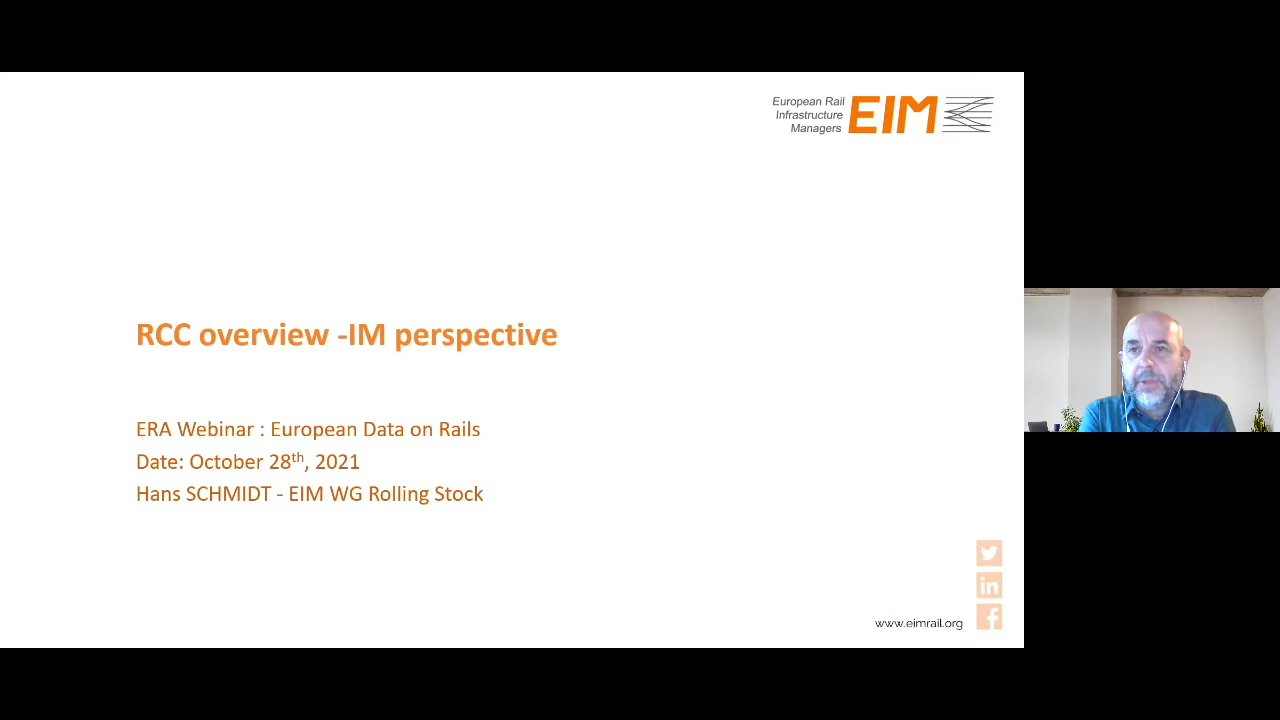 European Rail
Infrastructure
Managers
EIM
RCC overview -IM perspective
ERA Webinar : European Data on Rails
Date: October 28th, 2021
Hans SCHMIDT - EIM WG Rolling Stock
www.eimrail.org